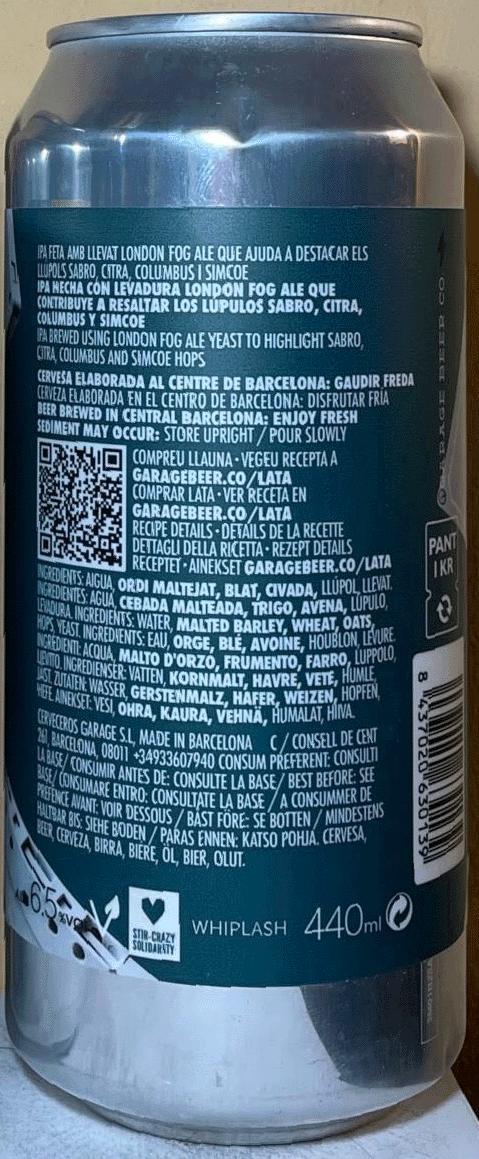 IPA FETA AMB LLEVAT LONDON FOG ALE QUE AJUDA A DESTACAR ELS
LLÚPOLS SABRO, CITRA, COLUMBUS I SIMCOE
IPA HECHA CON LEVADURA LONDON FOG ALE QUE
CONTRIBUYE A RESALTAR LOS LÚPULOS SABRO, CITRA,
COLUMBUS Y SIMCOE
IPA BREWED USING LONDON FOG ALE YEAST TO HIGHLIGHT SABRO,
CITRA, COLUMBUS AND SIMCOE HOPS
CERVESA ELABORADA AL CENTRE DE BARCELONA: GAUDIR FREDA
CERVEZA ELABORADA EN EL CENTRO DE BARCELONA: DISFRUTAR FRÍA
BEER BREWED IN CENTRAL BARCELONA: ENJOY FRESH
SEDIMENT MAY OCCUR: STORE UPRIGHT / POUR SLOWLY
COMPREU LLAUNA · VEGEU RECEPTA A
GARAGEBEER.CO/LATA
COMPRAR LATA · VER RECETA EN
GARAGEBEER.CO/LATA
RECIPE DETAILS · DÉTAILS DE LA RECETTE
DETTAGLI DELLA RICETTA · REZEPT DETAILS
RECEPTET · AINEKSET GARAGEBEER.CO/LATA
INGREDIENTS: AIGUA, ORDI MALTEJAT, BLAT, CIVADA, LLÚPOL, LLEVAT.
INGREDIENTES: AGUA, CEBADA MALTEADA, TRIGO, AVENA, LÚPULO,
LEVADURA. INGREDIENTS: WATER, MALTED BARLEY, WHEAT, OATS,
HOPS, YEAST. INGRÉDIENTS: EAU, ORGE, BLÉ, AVOINE, HOUBLON, LEVURE.
INGREDIENTI: ACQUA, MALTO D'ORZO, FRUMENTO, FARRO, LUPPOLO,
LIEVITO. INGREDIENSER: VATTEN, KORNMALT, HAVRE, VETE, HUMLE,
JÄST. ZUTATEN: WASSER, GERSTENMALZ, HAFER, WEIZEN, HOPFEN,
HEFE. AINEKSET: VESI, OHRA, KAURA, VEHNÄ, HUMALAT, HIIVA.
CERVECEROS GARAGE S.L, MADE IN BARCELONA C/ CONSELL DE CENT
261, BARCELONA, 08011 +34933607940 CONSUM PREFERENT: CONSULTI
LA BASE/ CONSUMIR ANTES DE: CONSULTE LA BASE/ BEST BEFORE: SEE
BASE/ CONSUMARE ENTRO: CONSULTATE LA BASE / A CONSUMMER DE
PRÉFÉNCE AVANT: VOIR DESSOUS / BÄST FÖRE: SE BOTTEN / MINDESTENS
HALTBAR BIS: SIEHE BODEN / PARAS ENNEN: KATSO POHJA. CERVESA,
BEER, CERVEZA, BIRRA, BIÈRE, ÖL, BIER, OLUT.
6,5%VOL
STIR-CRAZY
SOLIDARITY
WHIPLASH 440ml
GARAGE BEER CO
PANT
1 KR
8 437020 630139